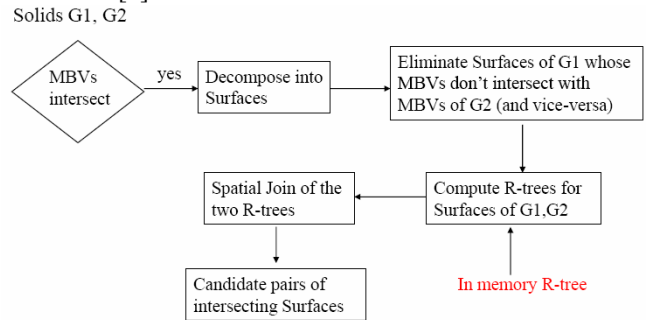 Solids G1, G2
MBVs
intersect
yes
Decompose into
Surfaces
Eliminate Surfaces of G1 whose
MBVs don't intersect with
MBVs of G2 (and vice-versa)
Spatial Join of the
two R-trees
Compute R-trees for
Surfaces of G1,G2
Candidate pairs of
intersecting Surfaces
In memory R-tree